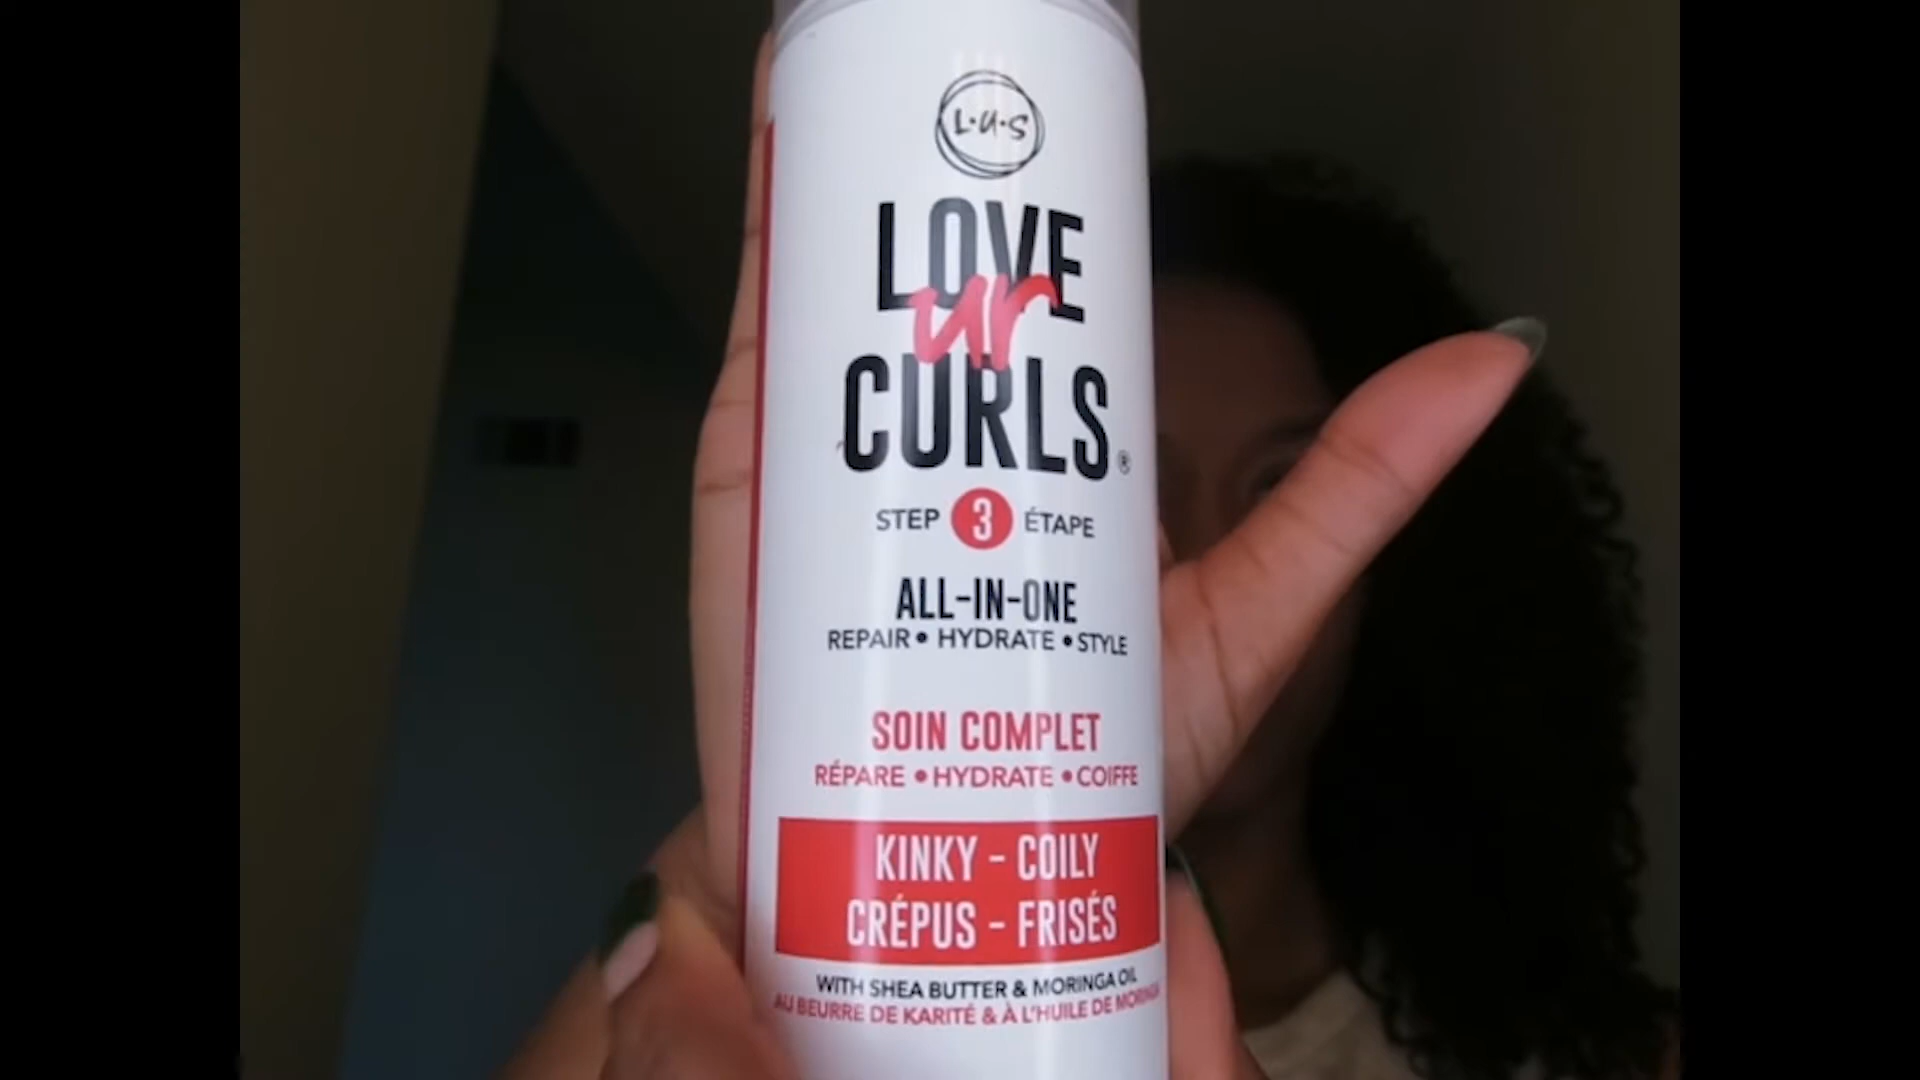 L•U•S
LOVE
ur
CURLS®
STEP 3 ÉTAPE
ALL-IN-ONE
REPAIR • HYDRATE • STYLE
SOIN COMPLET
RÉPARE • HYDRATE • COIFFE
KINKY - COILY
CRÉPUS - FRISÉS
WITH SHEA BUTTER & MORINGA OIL
AU BEURRE DE KARITÉ & À L'HUILE DE MORINGA